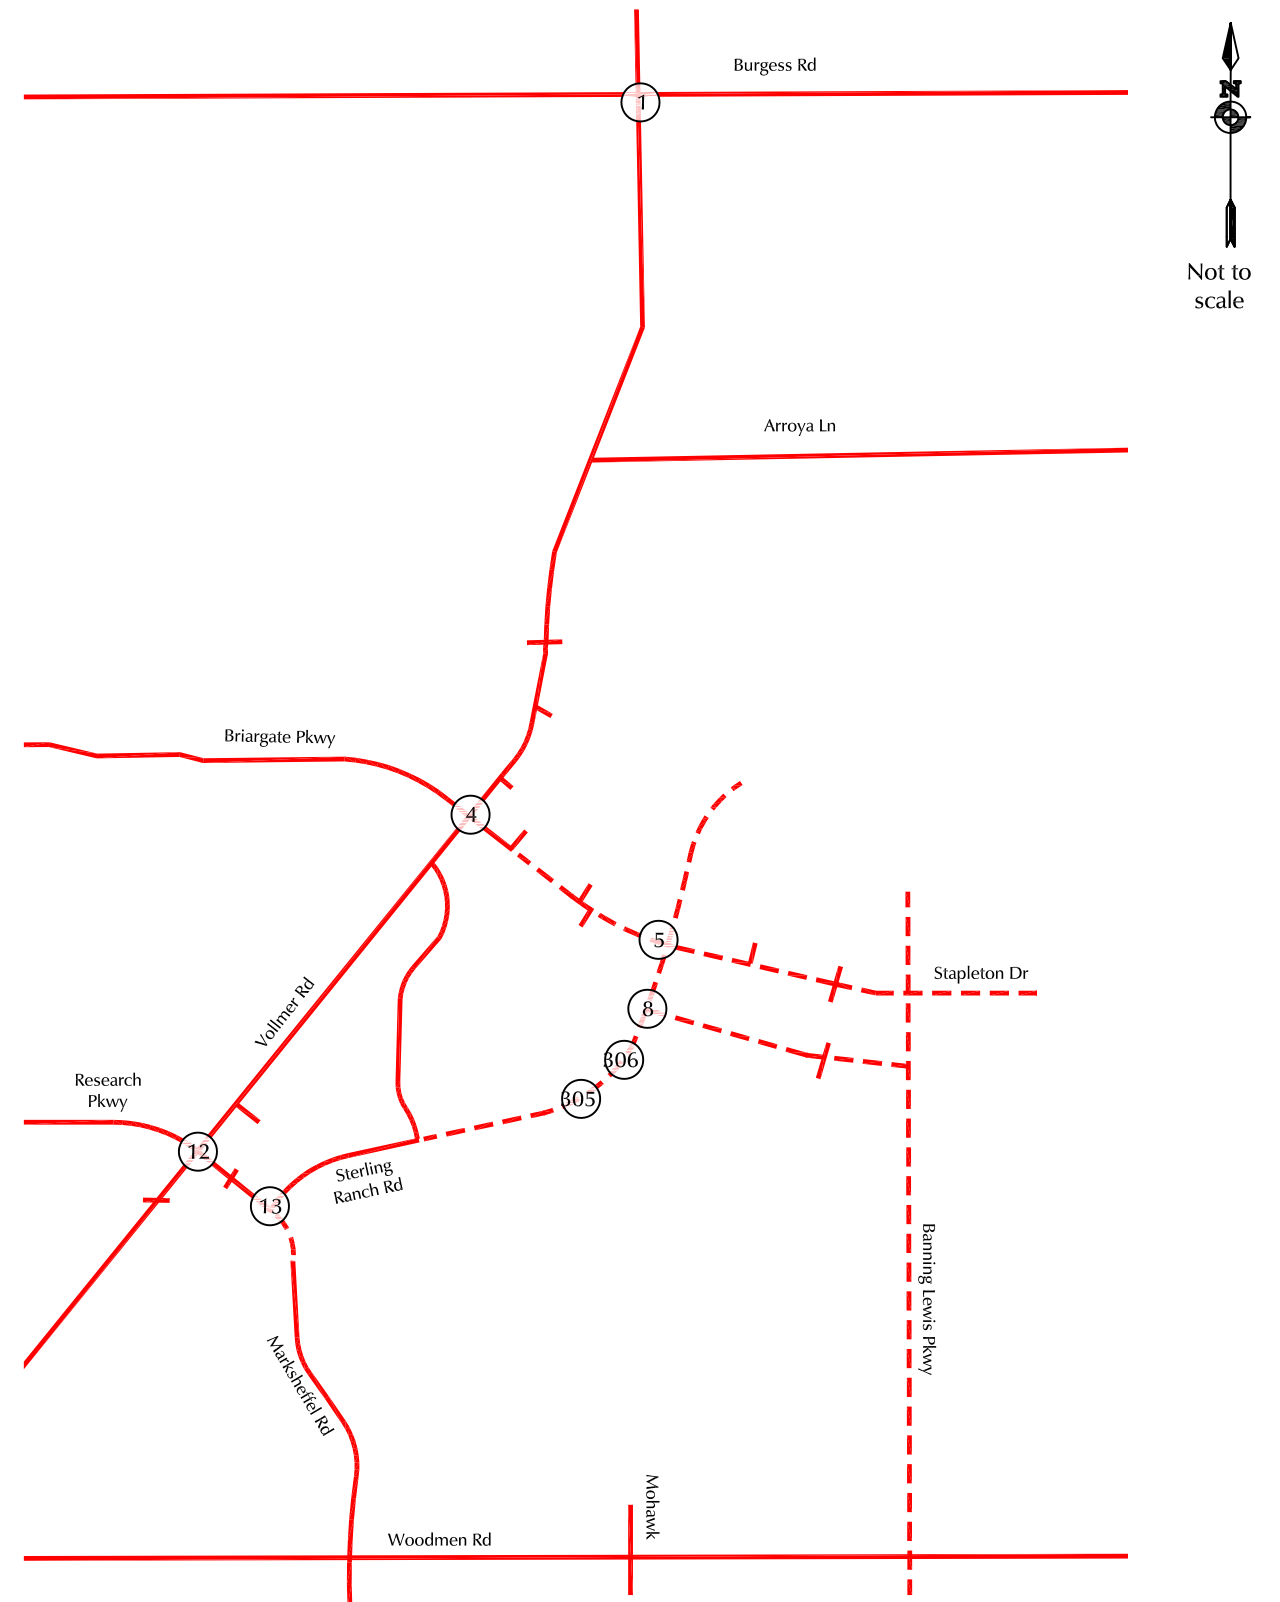 Burgess Rd
1
N
Not to
scale
Arroya Ln
Briargate Pkwy
4
5
Stapleton Dr
Vollmer Rd
8
306
305
Research
Pkwy
12
Sterling
Ranch Rd
13
Banning Lewis Pkwy
Marksheffel Rd
Mohawk
Woodmen Rd